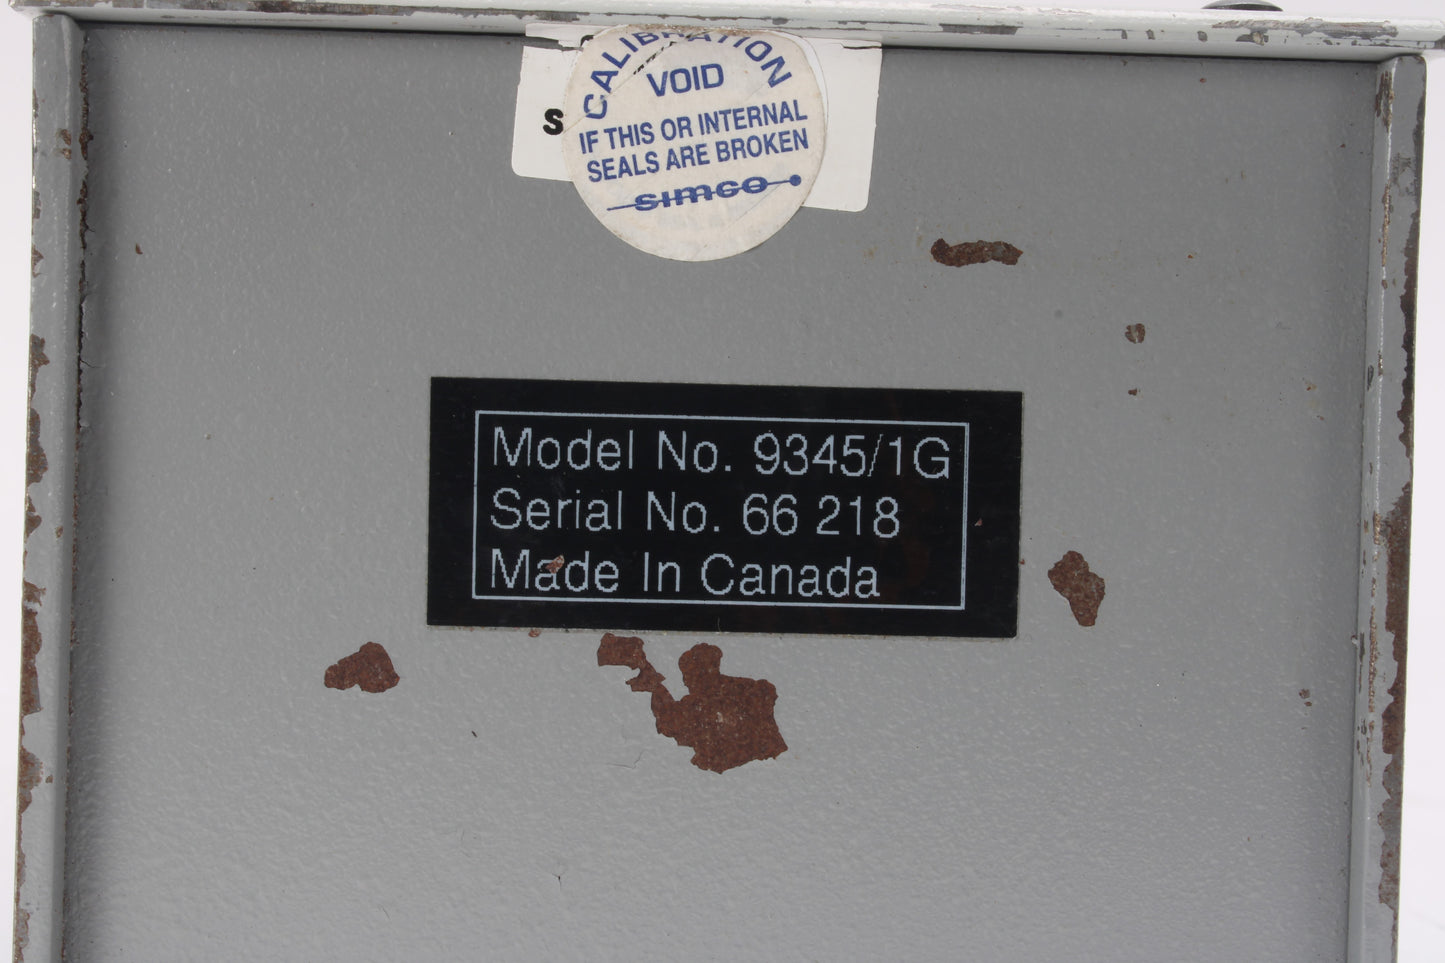 CALIBRATION
VOID
S
IF THIS OR INTERNAL
SEALS ARE BROKEN
SIMCO
Model No. 9345/1G
Serial No. 66 218
Made In Canada